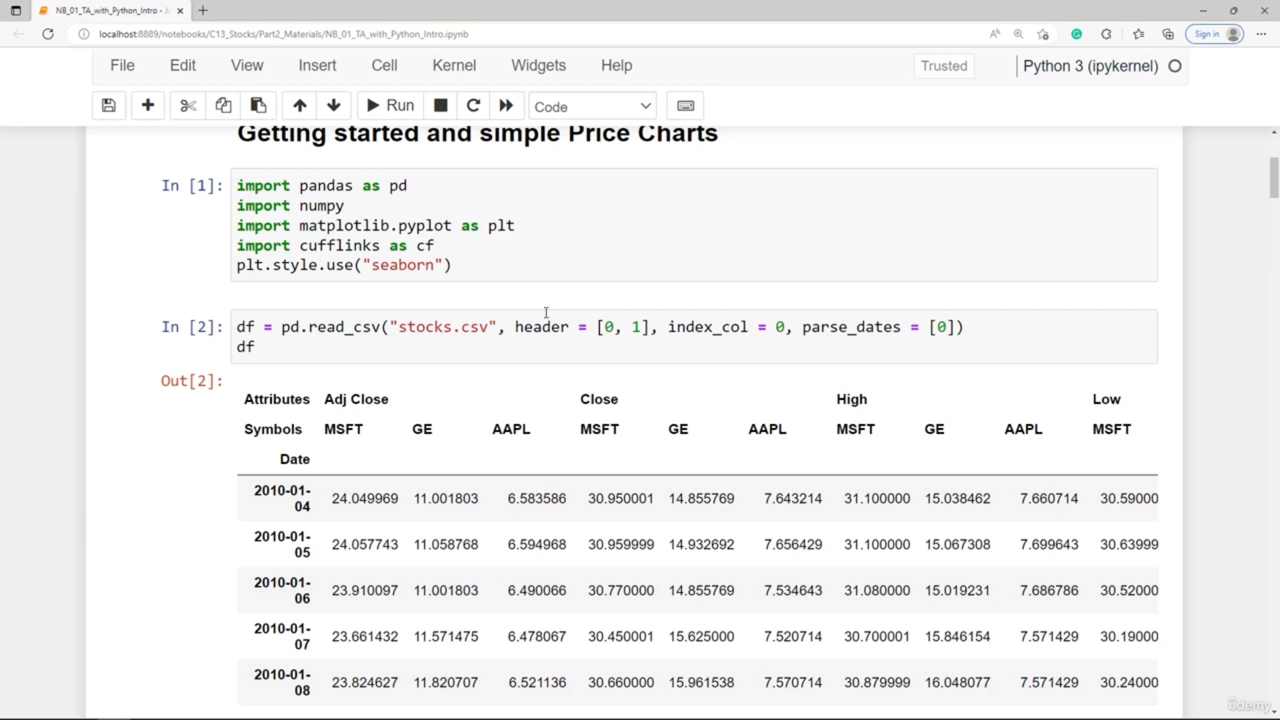 NB_01_TA_with_Python_Intro -
localhost:8889/notebooks/C13_Stocks/Part2_Materials/NB_01_TA_with_Python_Intro.ipynb
Sign in
File Edit View Insert Cell Kernel Widgets Help Trusted Python 3 (ipykernel)
Run Code
Getting started and simple Price Charts
In [1]: import pandas as pd
import numpy
import matplotlib.pyplot as plt
import cufflinks as cf
plt.style.use("seaborn")
In [2]: df = pd.read_csv("stocks.csv", header = [0, 1], index_col = 0, parse_dates = [0])
df
Out[2]:
Attributes Adj Close Close High Low
Symbols MSFT GE AAPL MSFT GE AAPL MSFT GE AAPL MSFT
Date
2010-01-
04 24.049969 11.001803 6.583586 30.950001 14.855769 7.643214 31.100000 15.038462 7.660714 30.59000
2010-01-
05 24.057743 11.058768 6.594968 30.959999 14.932692 7.656429 31.100000 15.067308 7.699643 30.63999
2010-01-
06 23.910097 11.001803 6.490066 30.770000 14.855769 7.534643 31.080000 15.019231 7.686786 30.52000
2010-01-
07 23.661432 11.571475 6.478067 30.450001 15.625000 7.520714 30.700001 15.846154 7.571429 30.19000
2010-01-
08 23.824627 11.820707 6.521136 30.660000 15.961538 7.570714 30.879999 16.048077 7.571429 30.24000
Udemy